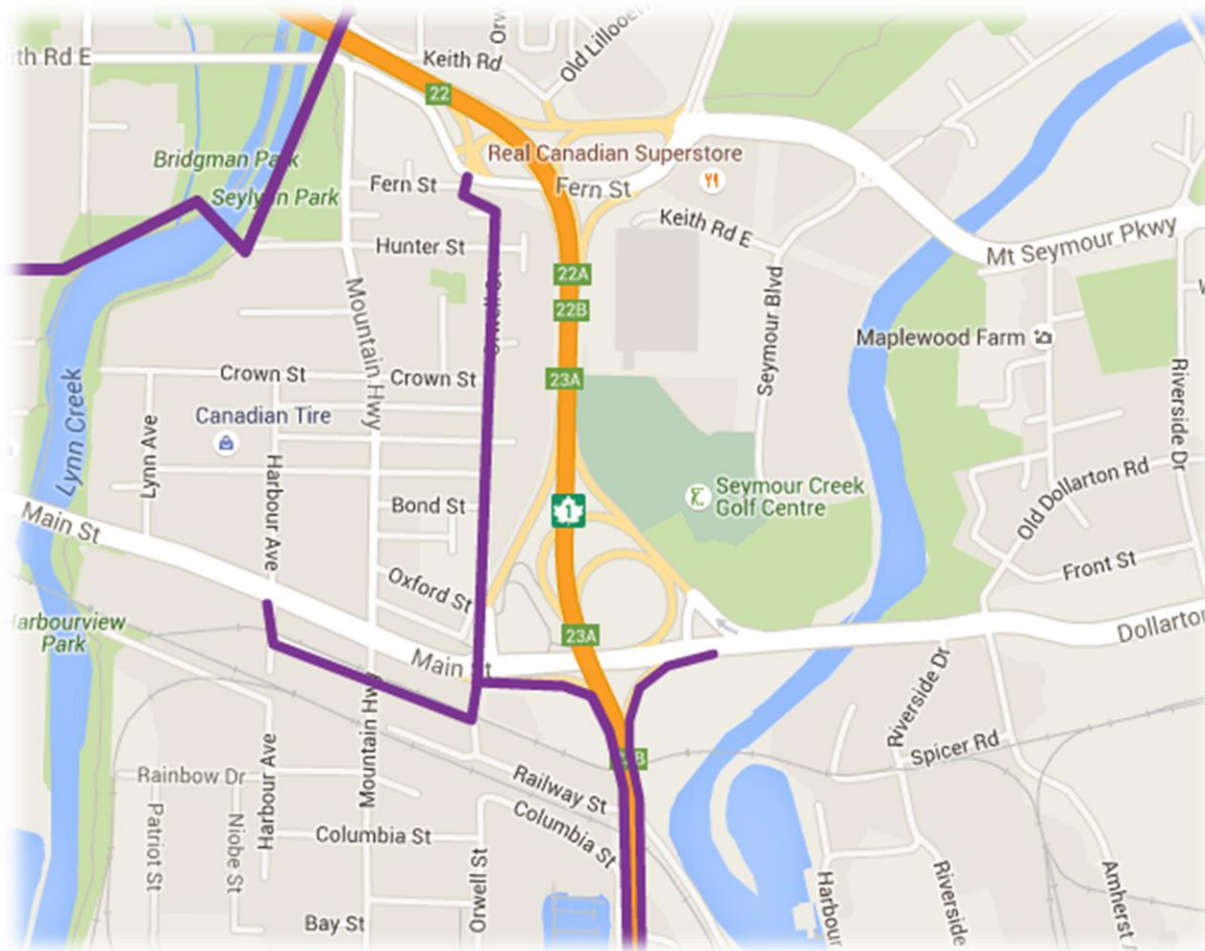 Keith Rd
Old
22
Bridgman Park
Real Canadian Superstore
Seylynn Park
Fern St
Fern St
Keith Rd E
Hunter St
Mt Seymour Pkwy
22A
22B
Orwell St
Mountain Hwy
Seymour Blvd
Maplewood Farm
Riverside Dr
Crown St
Crown St
23A
Canadian Tire
Lynn Creek
Lynn Ave
Harbour Ave
Bond St
1
Seymour Creek
Golf Centre
Old Dollarton Rd
Main St
Front St
Oxford St
Harbourview
Park
23A
Main St
Mountain Hwy
Harbour Ave
Riverside Dr
Spicer Rd
Rainbow Dr
Railway St
Patriot St
Niobe St
Columbia St
Columbia St
Orwell St
Bay St
Harbour
Riverside
Amherst